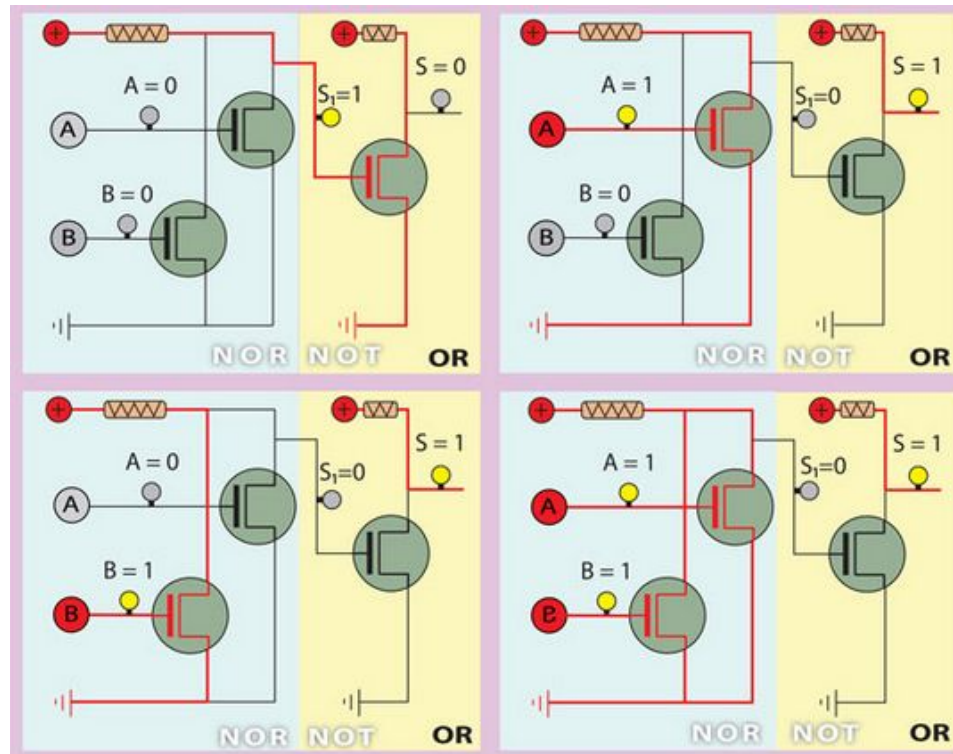 + +
A = 0 S = 0
S₁=1
A
B = 0
B
NOR NOT OR
+ +
A = 1 S = 1
S₁=0
A
B = 0
B
NOR NOT OR
+ +
A = 0 S = 1
S₁=0
A
B = 1
B
NOR NOT OR
+ +
A = 1 S = 1
S₁=0
A
B = 1
B
NOR NOT OR